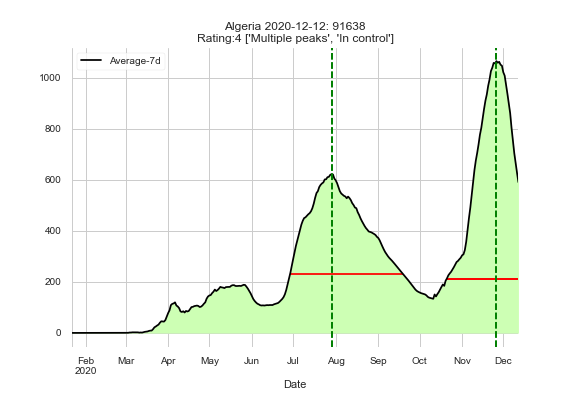 Algeria 2020-12-12: 91638
Rating:4 ['Multiple peaks', 'In control']
Average-7d
1000
800
600
400
200
0
Feb Mar Apr May Jun Jul Aug Sep Oct Nov Dec
2020
Date